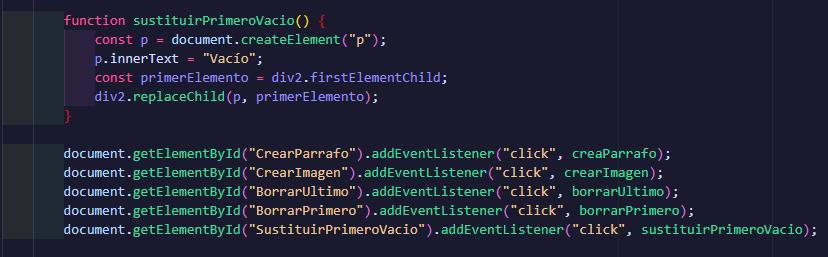 function sustituirPrimeroVacio() {
const p = document.createElement("p");
p.innerText = "Vacío";
const primerElemento = div2.firstElementChild;
div2.replaceChild(p, primerElemento);
}
document.getElementById("CrearParrafo").addEventListener("click", creaParrafo);
document.getElementById("CrearImagen").addEventListener("click", crearImagen);
document.getElementById("BorrarUltimo").addEventListener("click", borrarUltimo);
document.getElementById("BorrarPrimero").addEventListener("click", borrarPrimero);
document.getElementById("SustituirPrimeroVacio").addEventListener("click", sustituirPrimeroVacio);